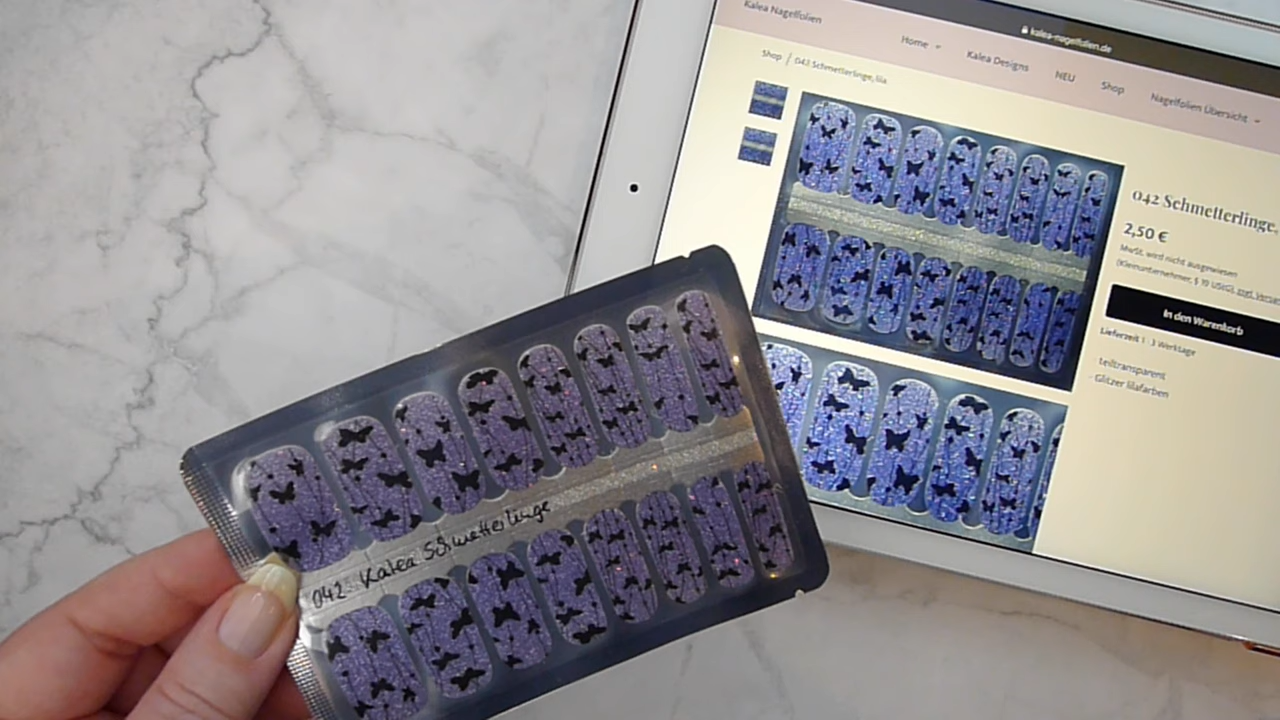 Kalea Nagelfolien
kalea-nagelfolien.de
Home
Kalea Designs
NEU
Shop
Nagelfolien Übersicht
Shop / 042 Schmetterlinge, lila
042 Schmetterlinge,
2,50 €
MwSt. wird nicht ausgewiesen
(Kleinunternehmer, § 19 UStG), zzgl.
In den Warenkorb
Lieferzeit 1 - 3 Werktage
teiltransparent
- Glitzer lilafarben
042 Kalea Schmetterlinge